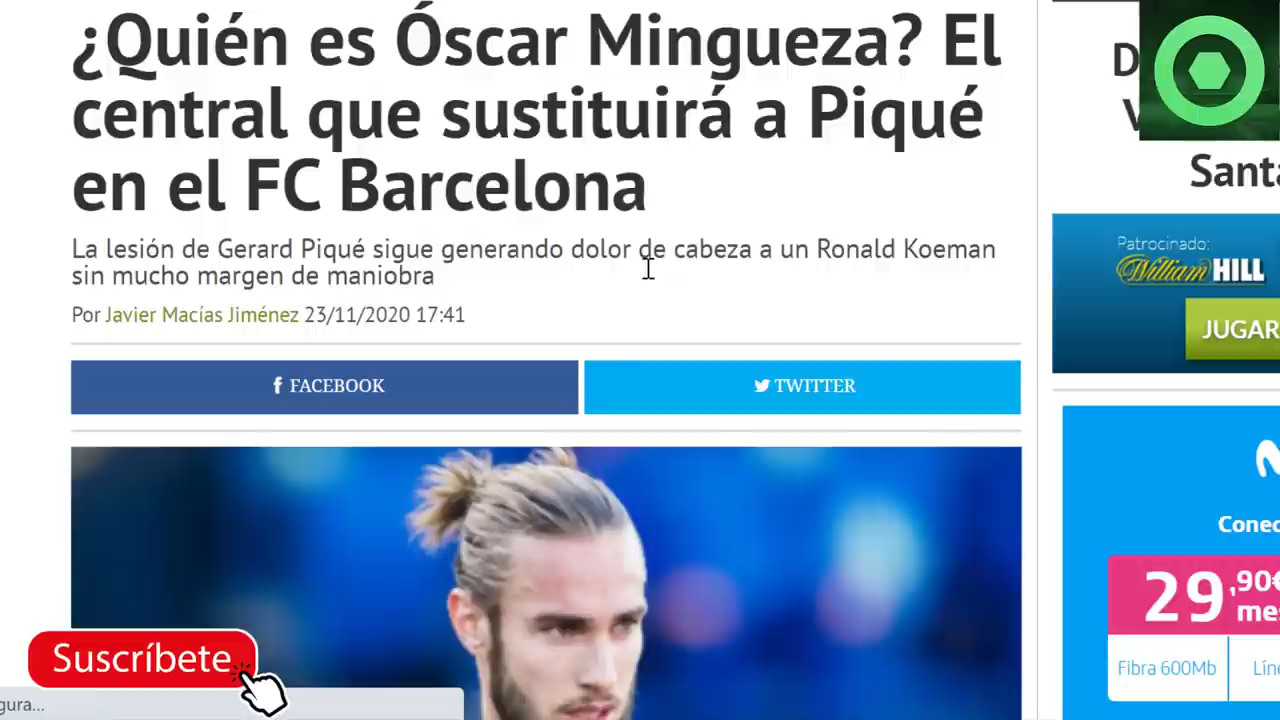 ¿Quién es Óscar Mingueza? El
central que sustituirá a Piqué
en el FC Barcelona
La lesión de Gerard Piqué sigue generando dolor de cabeza a un Ronald Koeman
sin mucho margen de maniobra
Por Javier Macías Jiménez 23/11/2020 17:41
FACEBOOK
TWITTER
D
V
Santa
Patrocinado:
William HILL
JUGAR
Conec
29,90€
mes
Fibra 600Mb
Líne
Suscríbete
gura...